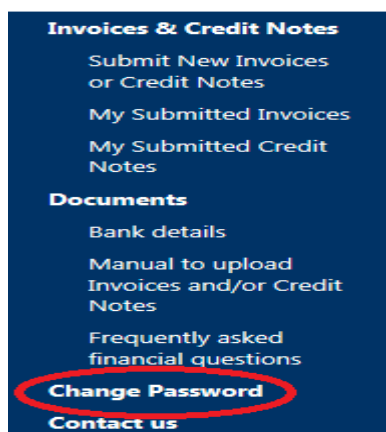 Invoices & Credit Notes
Submit New Invoices
or Credit Notes
My Submitted Invoices
My Submitted Credit
Notes
Documents
Bank details
Manual to upload
Invoices and/or Credit
Notes
Frequently asked
financial questions
Change Password
Contact us